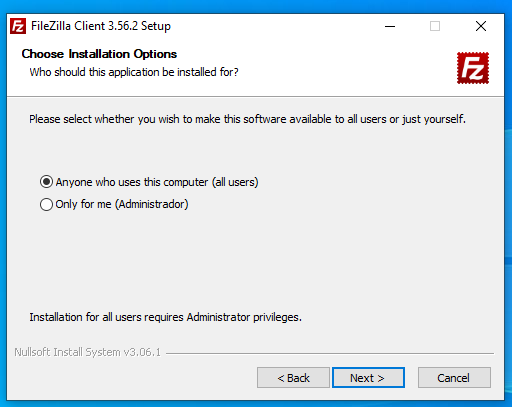 FileZilla Client 3.56.2 Setup
Choose Installation Options
Who should this application be installed for?
Fz
Please select whether you wish to make this software available to all users or just yourself.
Anyone who uses this computer (all users)
Only for me (Administrador)
Installation for all users requires Administrator privileges.
Nullsoft Install System v3.06.1
< Back
Next >
Cancel